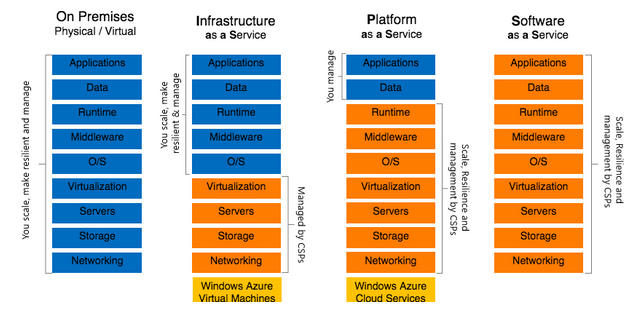 On Premises
Physical / Virtual
You scale, make resilient and manage
Applications
Data
Runtime
Middleware
O/S
Virtualization
Servers
Storage
Networking
Infrastructure
as a Service
You scale, make
resilient & manage
Applications
Data
Runtime
Middleware
O/S
Virtualization
Servers
Storage
Networking
Managed by CSPs
Windows Azure
Virtual Machines
Platform
as a Service
You manage
Applications
Data
Runtime
Middleware
O/S
Virtualization
Servers
Storage
Networking
Scale, Resilience and
management by CSPs
Windows Azure
Cloud Services
Software
as a Service
Applications
Data
Runtime
Middleware
O/S
Virtualization
Servers
Storage
Networking
Scale, Resilience and
management by CSPs